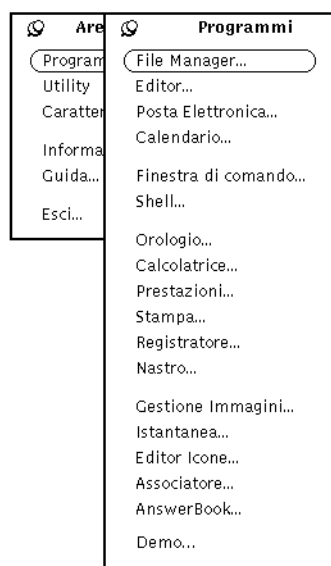 Are
Program
Utility
Caratter
Informa
Guida...
Esci...
Programmi
File Manager...
Editor...
Posta Elettronica...
Calendario...
Finestra di comando...
Shell...
Orologio...
Calcolatrice...
Prestazioni...
Stampa...
Registratore...
Nastro...
Gestione Immagini...
Istantanea...
Editor Icone...
Associatore...
AnswerBook...
Demo...